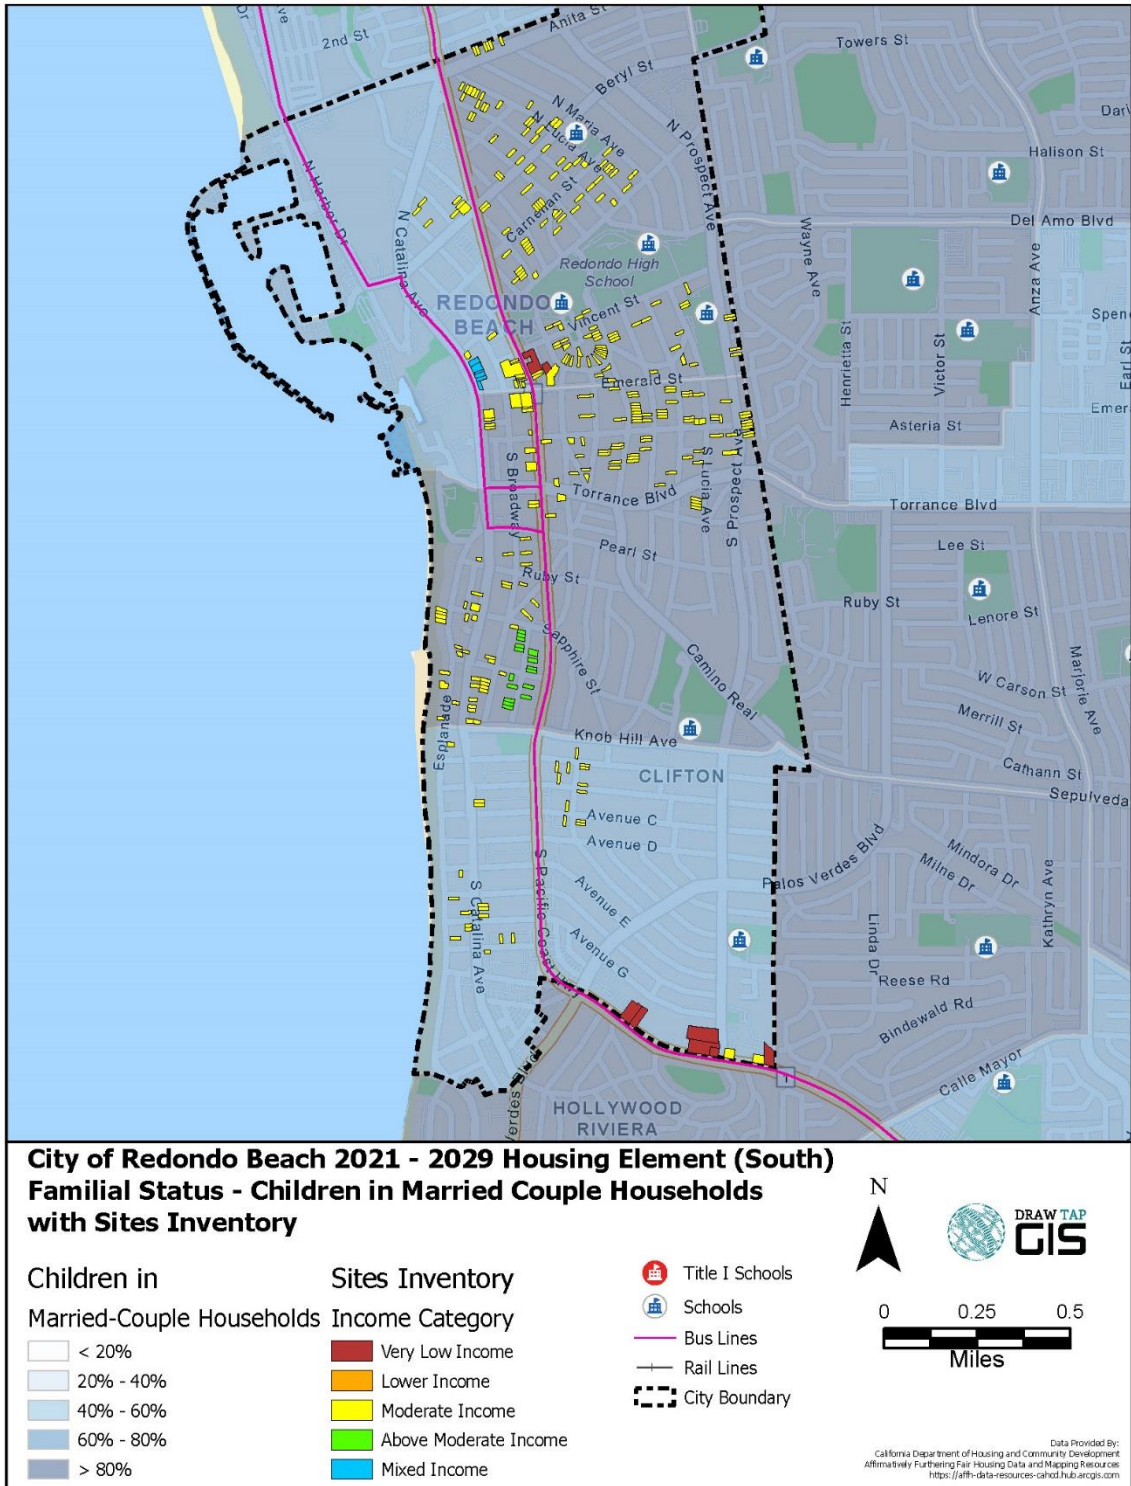 Dr
ve
2nd St
Anita St
Beryl St
Towers St
N Maria Ave
N Lucia Ave
N Prospect Ave
Halison St
N Harbor Dr
N Catalina Ave
Carnegian St
Wayne Ave
Del Amo Blvd
Anza Ave
Redondo High
School
REDONDO
BEACH
Vincent St
Henrietta St
Victor St
Earl St
Emerald St
Asteria St
S Broadway
S Lucia Ave
S Prospect Ave
Torrance Blvd
Torrance Blvd
Pearl St
Lee St
Ruby St
Ruby St
Lenore St
Sapphire St
Camino Real
W Carson St
Marjorie Ave
Merrill St
Esplanade
Knob Hill Ave
Cathann St
CLIFTON
Sepulveda
Avenue C
Avenue D
Palos Verdes Blvd
Mindora Dr
Milne Dr
Kathryn Ave
Avenue E
S Catalina Ave
S Pacific Coast
Avenue G
Linda Dr
Reese Rd
Bindewald Rd
Calle Mayor
Verdes Blvd
HOLLYWOOD
RIVIERA
City of Redondo Beach 2021 - 2029 Housing Element (South)
Familial Status - Children in Married Couple Households
with Sites Inventory
N
DRAW TAP
GIS
Children in
Married-Couple Households
< 20%
20% - 40%
40% - 60%
60% - 80%
> 80%
Sites Inventory
Income Category
Very Low Income
Lower Income
Moderate Income
Above Moderate Income
Mixed Income
Title I Schools
Schools
Bus Lines
Rail Lines
City Boundary
0 0.25 0.5
Miles
Data Provided By:
California Department of Housing and Community Development
Affirmatively Furthering Fair Housing Data and Mapping Resources
https://affh-data-resources-cahcd.hub.arcgis.com